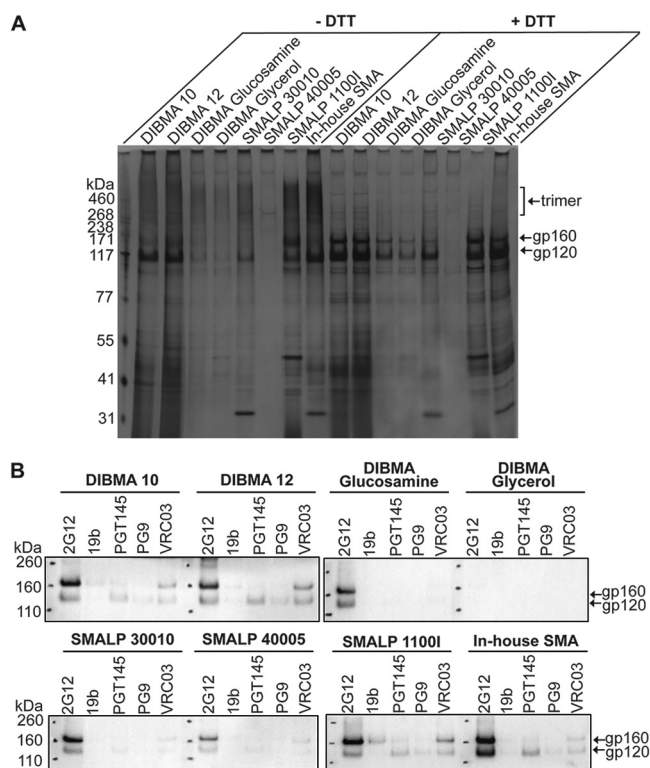 A
- DTT
+ DTT
DIBMA 10
DIBMA 12
DIBMA Glucosamine
DIBMA Glycerol
SMALP 30010
SMALP 40005
SMALP 1100I
In-house SMA
DIBMA 10
DIBMA 12
DIBMA Glucosamine
DIBMA Glycerol
SMALP 30010
SMALP 40005
SMALP 1100I
In-house SMA
kDa
460
268
238
171
117
77
55
41
31
←trimer
←gp160
←gp120
B
DIBMA 10
DIBMA 12
DIBMA
Glucosamine
DIBMA
Glycerol
2G12 19b PGT145 PG9 VRC03
2G12 19b PGT145 PG9 VRC03
2G12 19b PGT145 PG9 VRC03
2G12 19b PGT145 PG9 VRC03
kDa
260
160
110
←gp160
←gp120
SMALP 30010
SMALP 40005
SMALP 1100I
In-house SMA
2G12 19b PGT145 PG9 VRC03
2G12 19b PGT145 PG9 VRC03
2G12 19b PGT145 PG9 VRC03
2G12 19b PGT145 PG9 VRC03
kDa
260
160
110
←gp160
←gp120